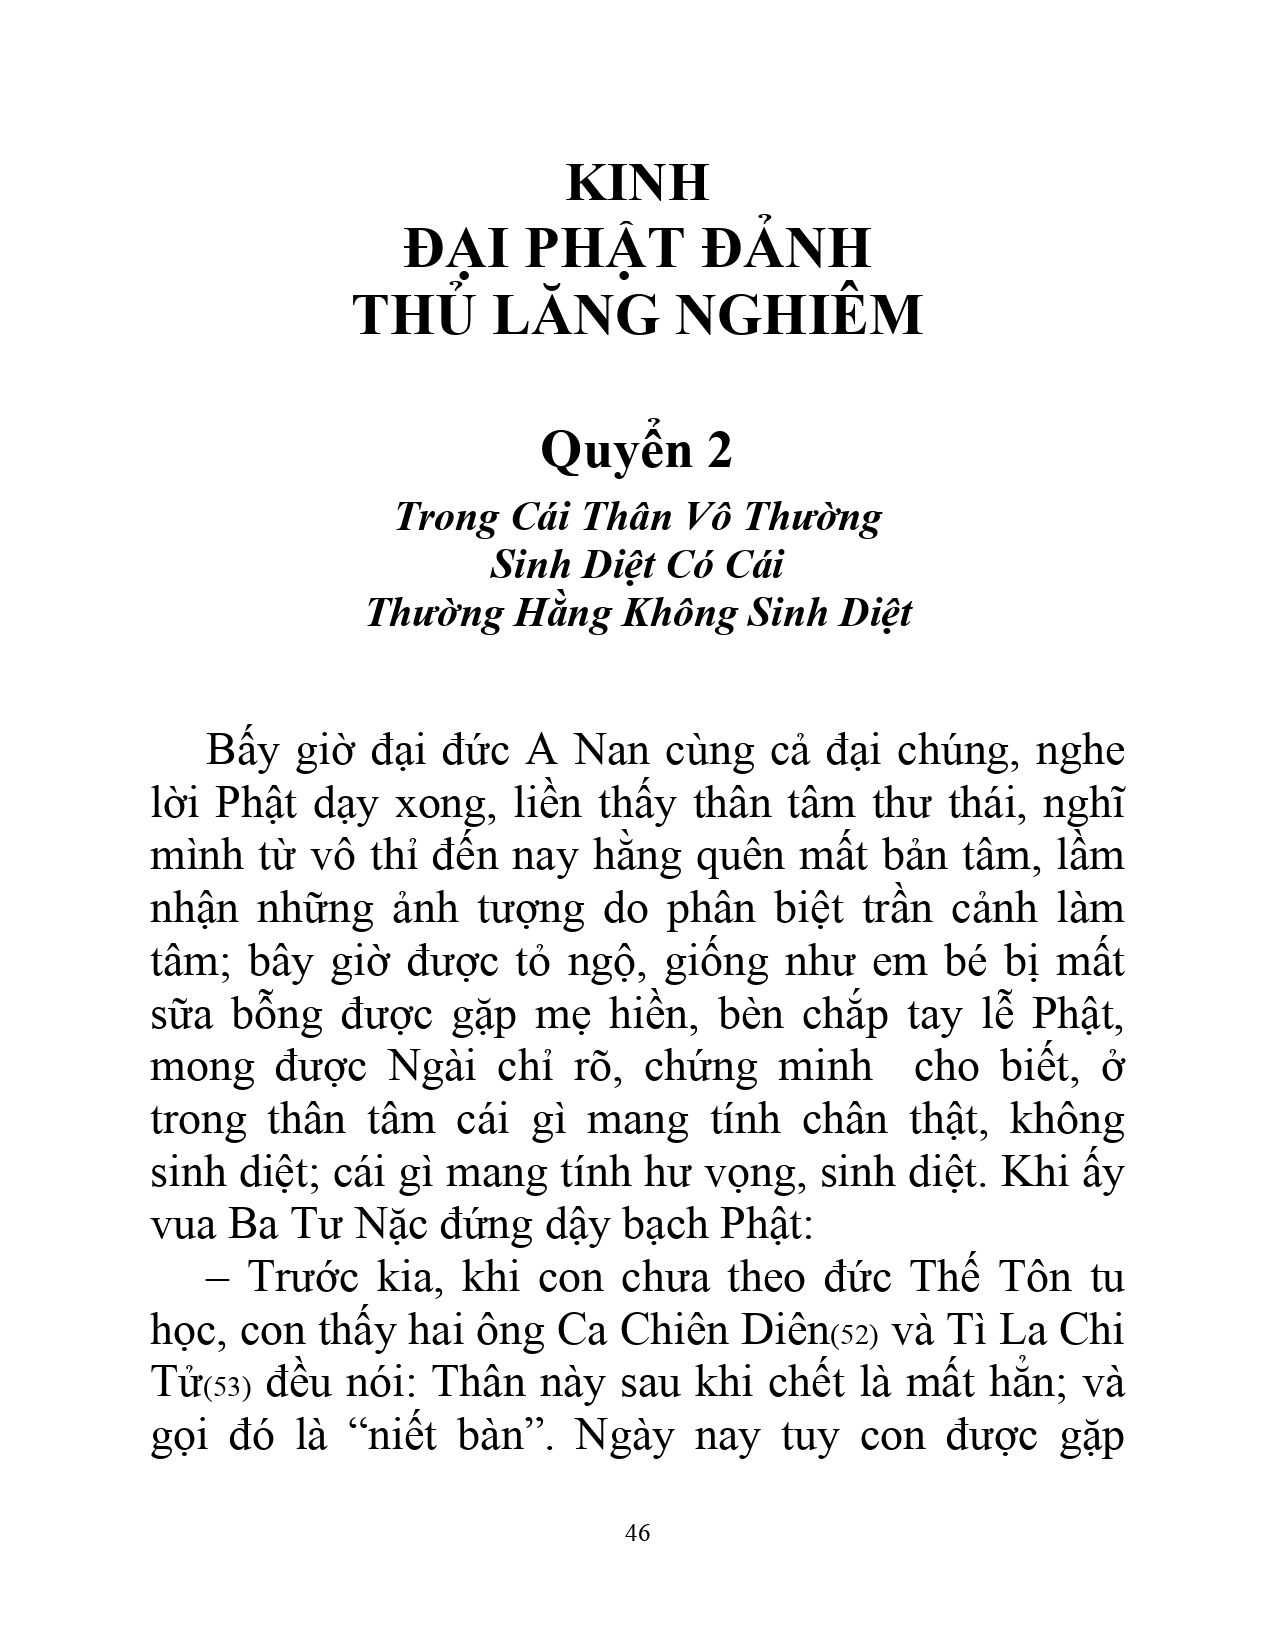 KINH
ĐẠI PHẬT ĐẢNH
THỦ LĂNG NGHIÊM
Quyển 2
Trong Cái Thân Vô Thường
Sinh Diệt Có Cái
Thường Hằng Không Sinh Diệt
Bấy giờ đại đức A Nan cùng cả đại chúng, nghe
lời Phật dạy xong, liền thấy thân tâm thư thái, nghĩ
mình từ vô thỉ đến nay hằng quên mất bản tâm, lầm
nhận những ảnh tượng do phân biệt trần cảnh làm
tâm; bây giờ được tỏ ngộ, giống như em bé bị mất
sữa bỗng được gặp mẹ hiền, bèn chắp tay lễ Phật,
mong được Ngài chỉ rõ, chứng minh cho biết, ở
trong thân tâm cái gì mang tính chân thật, không
sinh diệt; cái gì mang tính hư vọng, sinh diệt. Khi ấy
vua Ba Tư Nặc đứng dậy bạch Phật:
– Trước kia, khi con chưa theo đức Thế Tôn tu
học, con thấy hai ông Ca Chiên Diên(52) và Tì La Chi
Tử(53) đều nói: Thân này sau khi chết là mất hẳn; và
gọi đó là “niết bàn”. Ngày nay tuy con được gặp
46